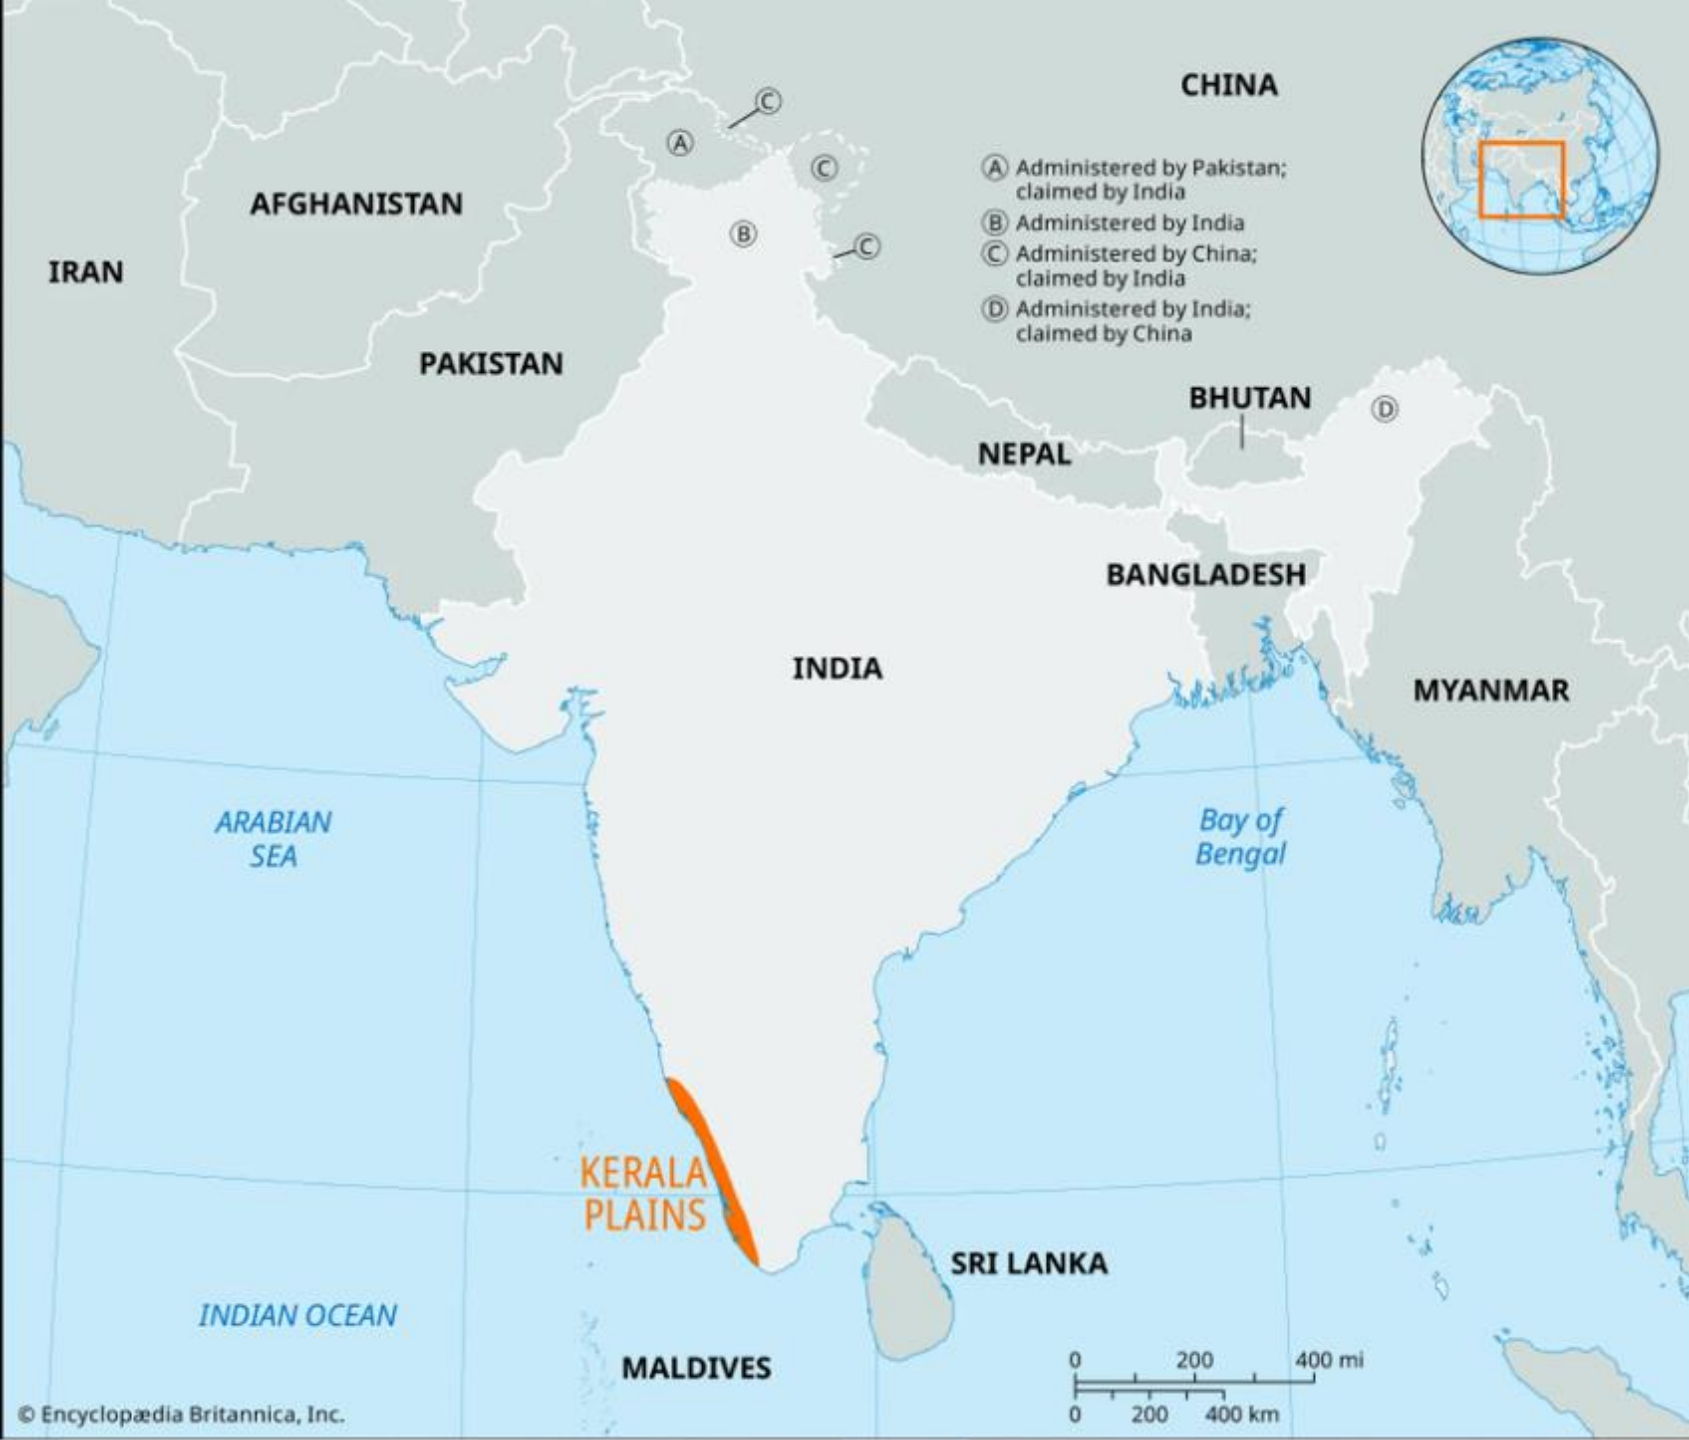 CHINA
Ⓒ
Ⓐ
Ⓒ
Ⓐ Administered by Pakistan;
claimed by India
AFGHANISTAN
Ⓑ Administered by India
Ⓑ
Ⓒ
Ⓒ Administered by China;
claimed by India
IRAN
Ⓓ Administered by India;
claimed by China
PAKISTAN
BHUTAN
Ⓓ
NEPAL
BANGLADESH
INDIA
MYANMAR
ARABIAN
SEA
Bay of
Bengal
KERALA
PLAINS
SRI LANKA
INDIAN OCEAN
MALDIVES
0 200 400 mi
0 200 400 km
© Encyclopædia Britannica, Inc.